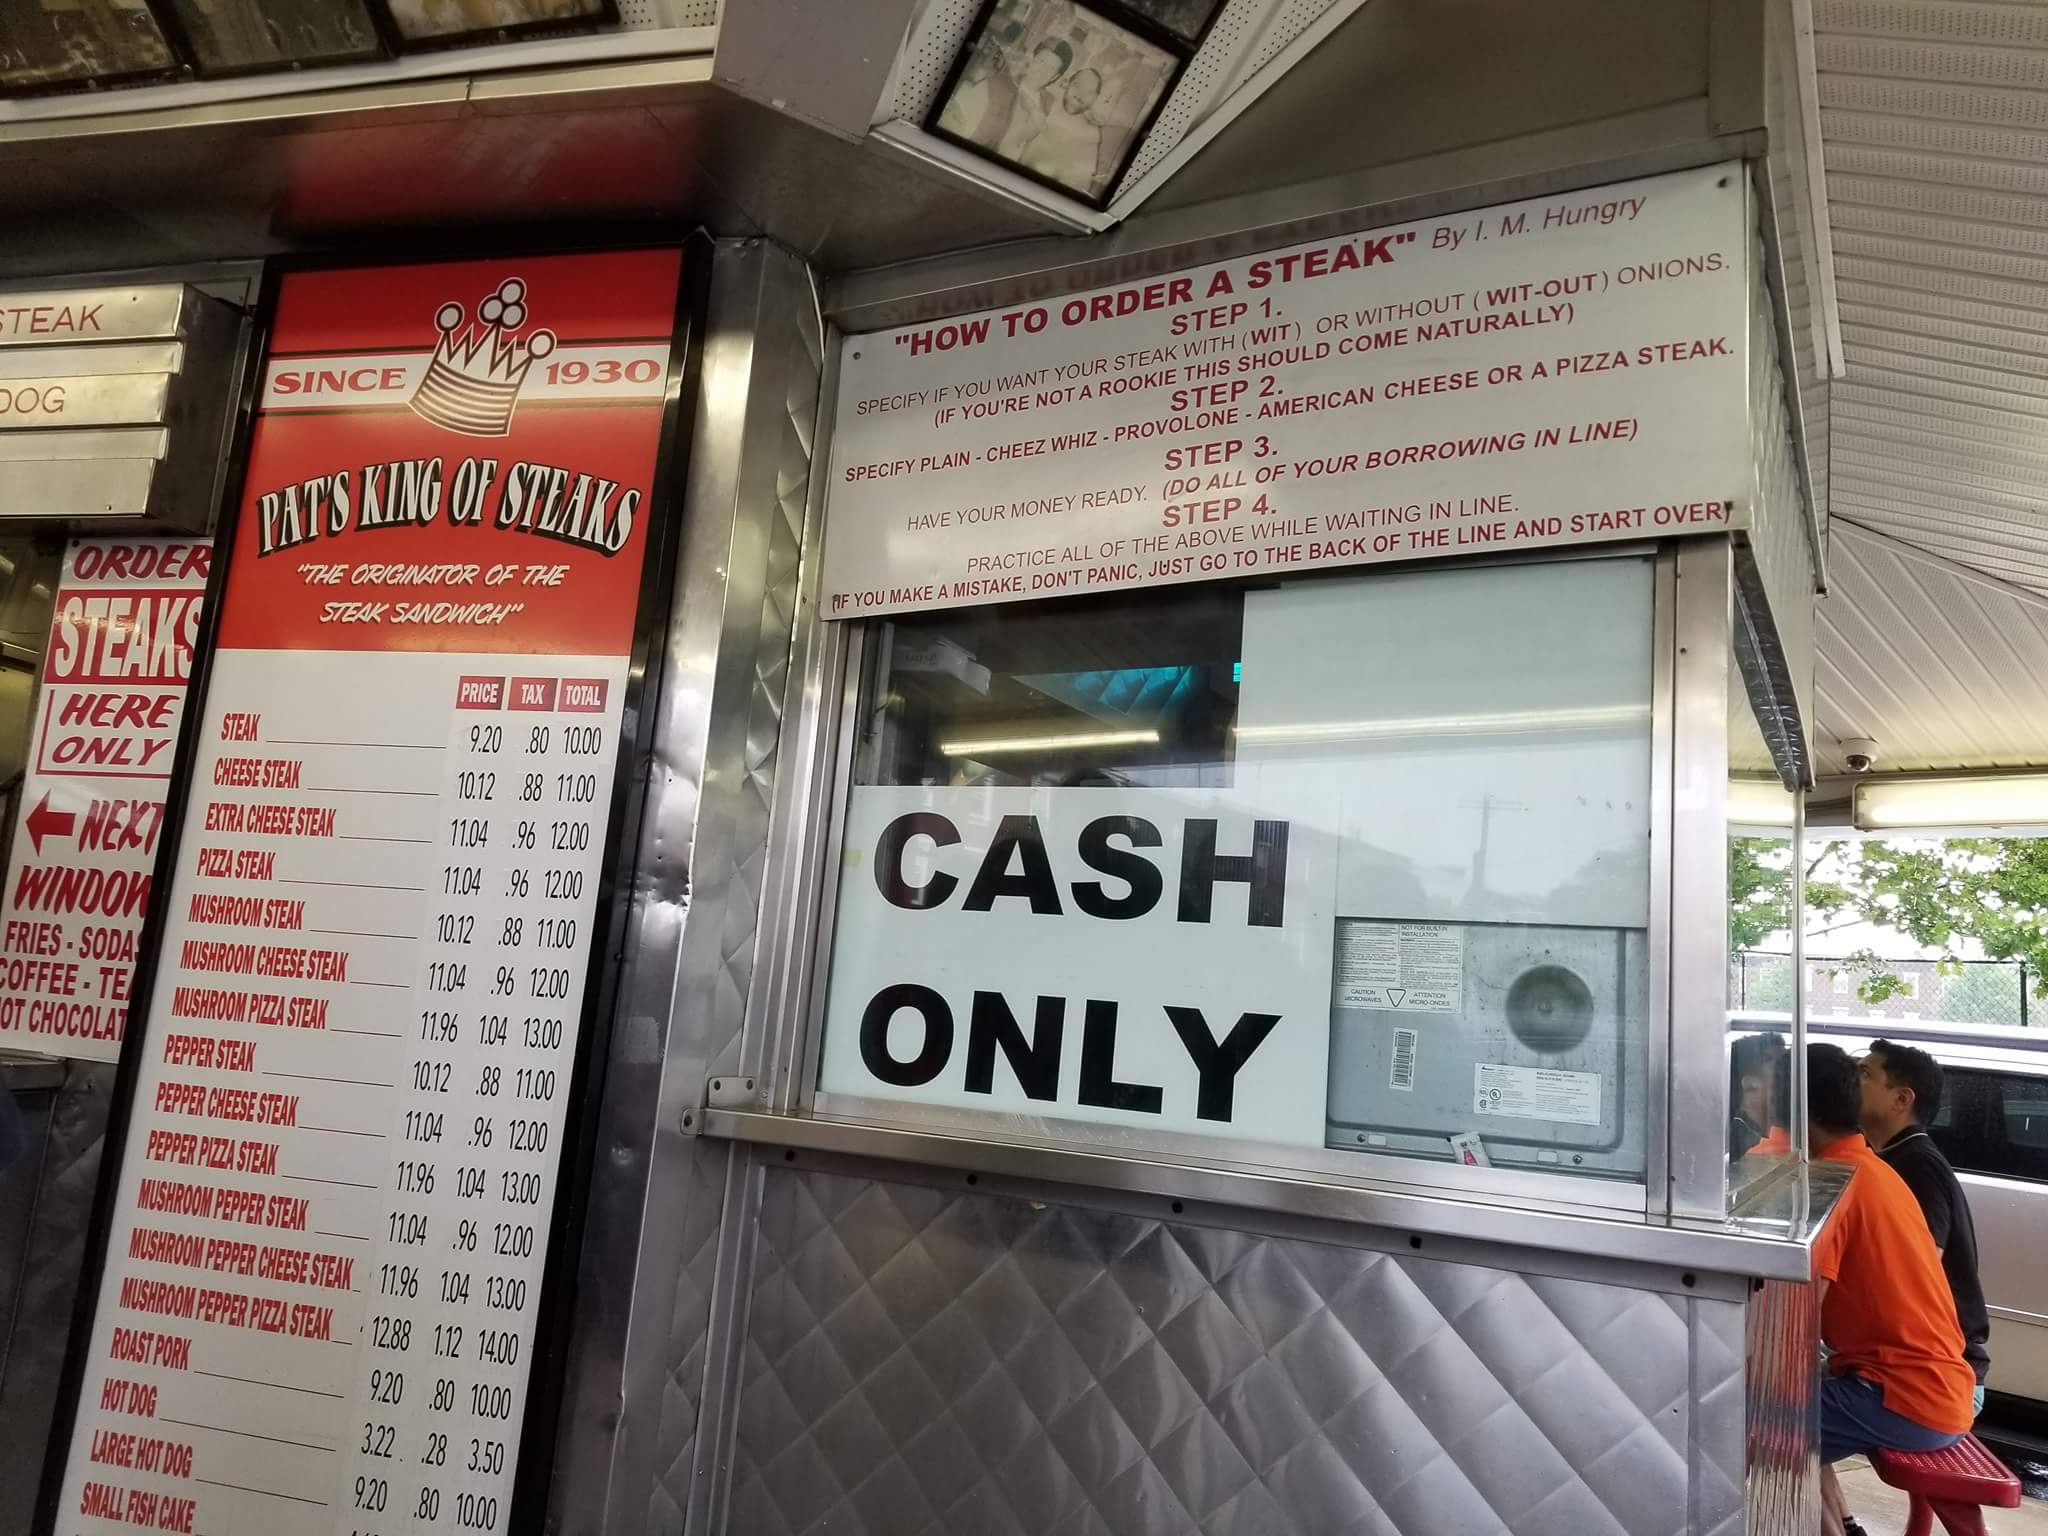 STEAK
DOG
ORDER
STEAKS
HERE
ONLY
NEXT
WINDOW
FRIES - SODAS
COFFEE - TEA
HOT CHOCOLAT
SINCE 1930
PAT'S KING OF STEAKS
"THE ORIGINATOR OF THE
STEAK SANDWICH"
PRICE TAX TOTAL
STEAK 9.20 .80 10.00
CHEESE STEAK 10.12 .88 11.00
EXTRA CHEESE STEAK 11.04 .96 12.00
PIZZA STEAK 11.04 .96 12.00
MUSHROOM STEAK 10.12 .88 11.00
MUSHROOM CHEESE STEAK 11.04 .96 12.00
MUSHROOM PIZZA STEAK 11.96 1.04 13.00
PEPPER STEAK 10.12 .88 11.00
PEPPER CHEESE STEAK 11.04 .96 12.00
PEPPER PIZZA STEAK 11.96 1.04 13.00
MUSHROOM PEPPER STEAK 11.04 .96 12.00
MUSHROOM PEPPER CHEESE STEAK 11.96 1.04 13.00
MUSHROOM PEPPER PIZZA STEAK 12.88 1.12 14.00
ROAST PORK 9.20 .80 10.00
HOT DOG 3.22 .28 3.50
LARGE HOT DOG 9.20 .80 10.00
SMALL FISH CAKE
"HOW TO ORDER A STEAK" By I. M. Hungry
STEP 1.
SPECIFY IF YOU WANT YOUR STEAK WITH (WIT) OR WITHOUT (WIT-OUT) ONIONS.
(IF YOU'RE NOT A ROOKIE THIS SHOULD COME NATURALLY)
STEP 2.
SPECIFY PLAIN - CHEEZ WHIZ - PROVOLONE - AMERICAN CHEESE OR A PIZZA STEAK.
STEP 3.
HAVE YOUR MONEY READY. (DO ALL OF YOUR BORROWING IN LINE)
STEP 4.
PRACTICE ALL OF THE ABOVE WHILE WAITING IN LINE.
(IF YOU MAKE A MISTAKE, DON'T PANIC, JUST GO TO THE BACK OF THE LINE AND START OVER)
CASH
ONLY
NOT FOR BUILT-IN
INSTALLATION
CAUTION
MICROWAVES
ATTENTION
MICRO-ONDES